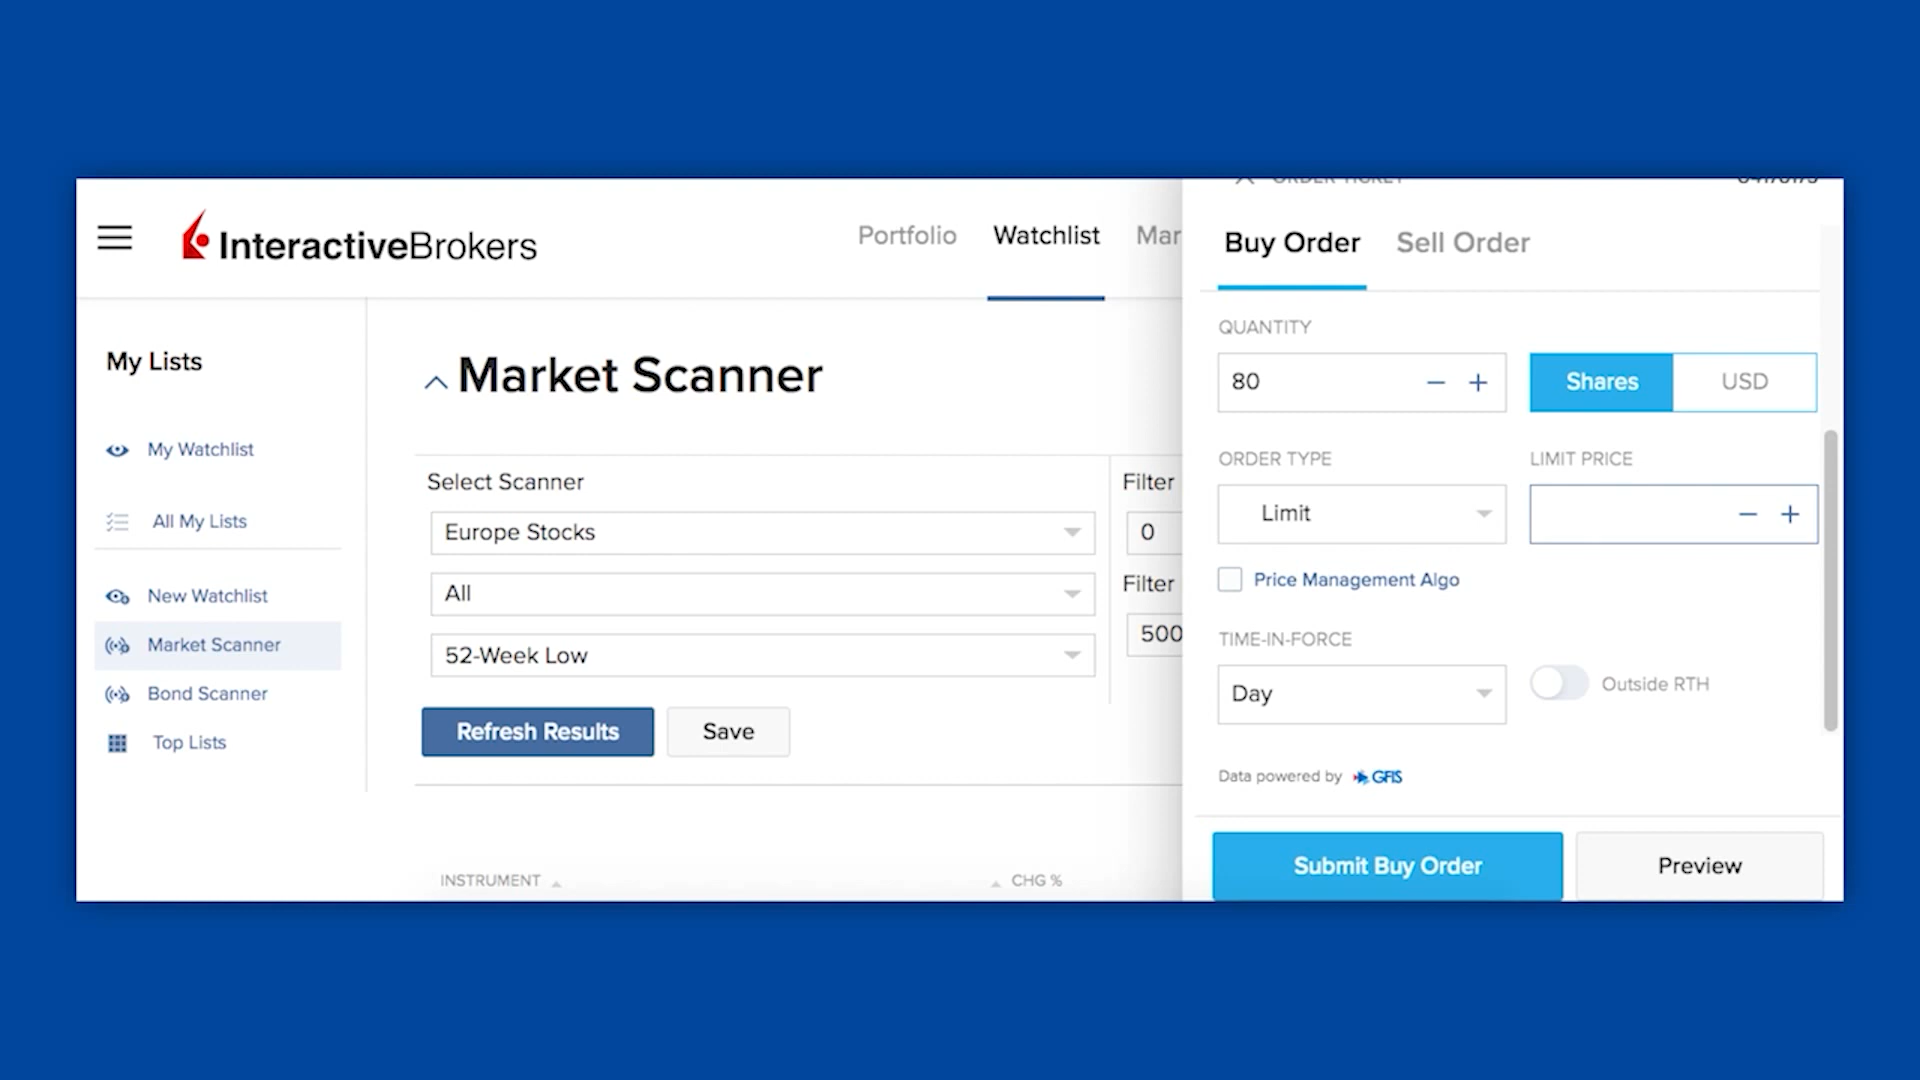 ORDER TICKET
InteractiveBrokers
Portfolio
Watchlist
Mar
My Lists
My Watchlist
All My Lists
New Watchlist
Market Scanner
Bond Scanner
Top Lists
Market Scanner
Select Scanner
Europe Stocks
All
52-Week Low
Filter
0
Filter
500
Refresh Results
Save
INSTRUMENT
CHG %
Buy Order
Sell Order
QUANTITY
80
Shares
USD
ORDER TYPE
LIMIT PRICE
Limit
Price Management Algo
TIME-IN-FORCE
Day
Outside RTH
Data powered by GFIS
Submit Buy Order
Preview